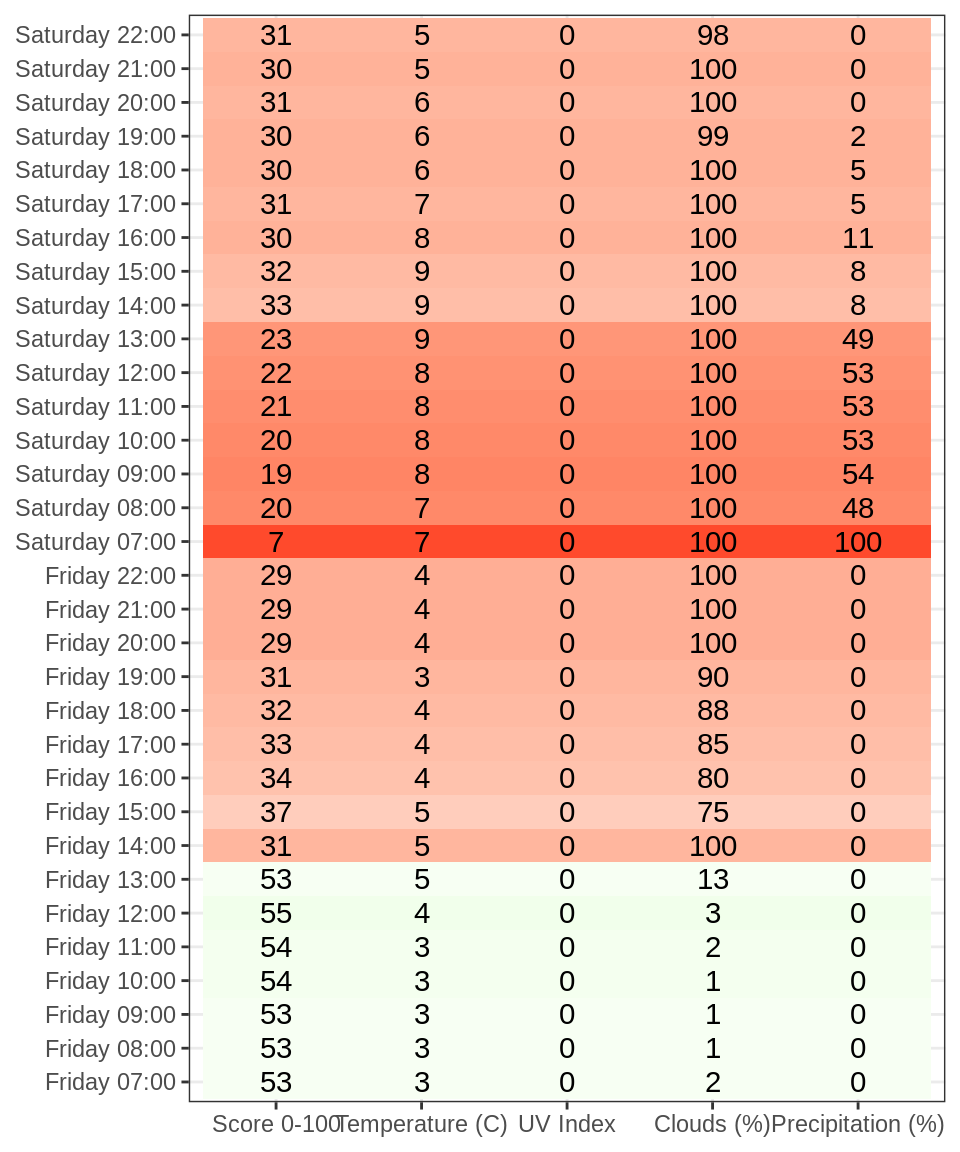 Saturday 22:00 31 5 0 98 0
Saturday 21:00 30 5 0 100 0
Saturday 20:00 31 6 0 100 0
Saturday 19:00 30 6 0 99 2
Saturday 18:00 30 6 0 100 5
Saturday 17:00 31 7 0 100 5
Saturday 16:00 30 8 0 100 11
Saturday 15:00 32 9 0 100 8
Saturday 14:00 33 9 0 100 8
Saturday 13:00 23 9 0 100 49
Saturday 12:00 22 8 0 100 53
Saturday 11:00 21 8 0 100 53
Saturday 10:00 20 8 0 100 53
Saturday 09:00 19 8 0 100 54
Saturday 08:00 20 7 0 100 48
Saturday 07:00 7 7 0 100 100
Friday 22:00 29 4 0 100 0
Friday 21:00 29 4 0 100 0
Friday 20:00 29 4 0 100 0
Friday 19:00 31 3 0 90 0
Friday 18:00 32 4 0 88 0
Friday 17:00 33 4 0 85 0
Friday 16:00 34 4 0 80 0
Friday 15:00 37 5 0 75 0
Friday 14:00 31 5 0 100 0
Friday 13:00 53 5 0 13 0
Friday 12:00 55 4 0 3 0
Friday 11:00 54 3 0 2 0
Friday 10:00 54 3 0 1 0
Friday 09:00 53 3 0 1 0
Friday 08:00 53 3 0 1 0
Friday 07:00 53 3 0 2 0
Score 0-100 Temperature (C) UV Index Clouds (%) Precipitation (%)